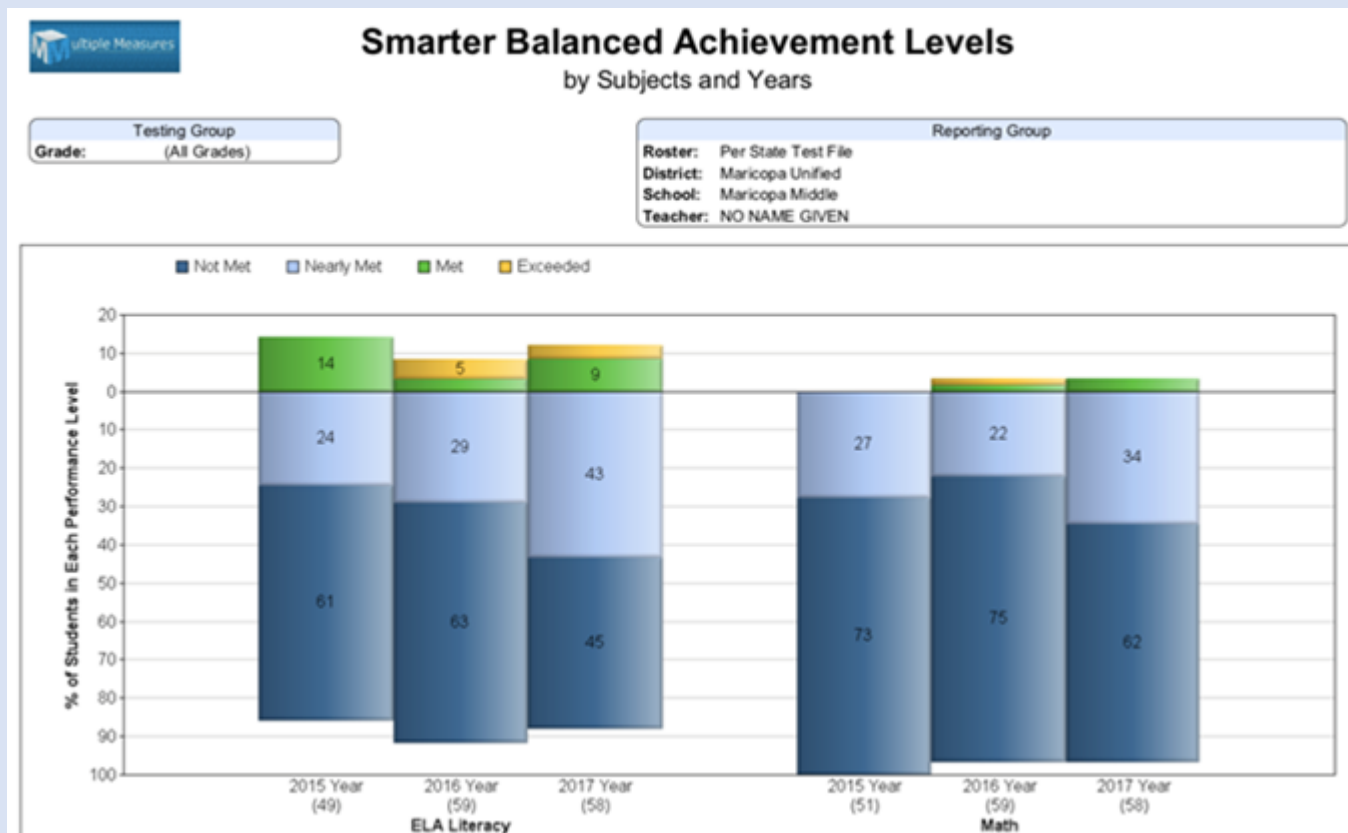 Multiple Measures
Smarter Balanced Achievement Levels
by Subjects and Years
Testing Group
Grade: (All Grades)
Reporting Group
Roster: Per State Test File
District: Maricopa Unified
School: Maricopa Middle
Teacher: NO NAME GIVEN
Not Met Nearly Met Met Exceeded
% of Students in Each Performance Level
20
10
0
10
20
30
40
50
60
70
80
90
100
14
24
61
5
29
63
9
43
45
27
73
22
75
34
62
2015 Year 2016 Year 2017 Year 2015 Year 2016 Year 2017 Year
(49) (59) (58) (51) (59) (58)
ELA Literacy Math